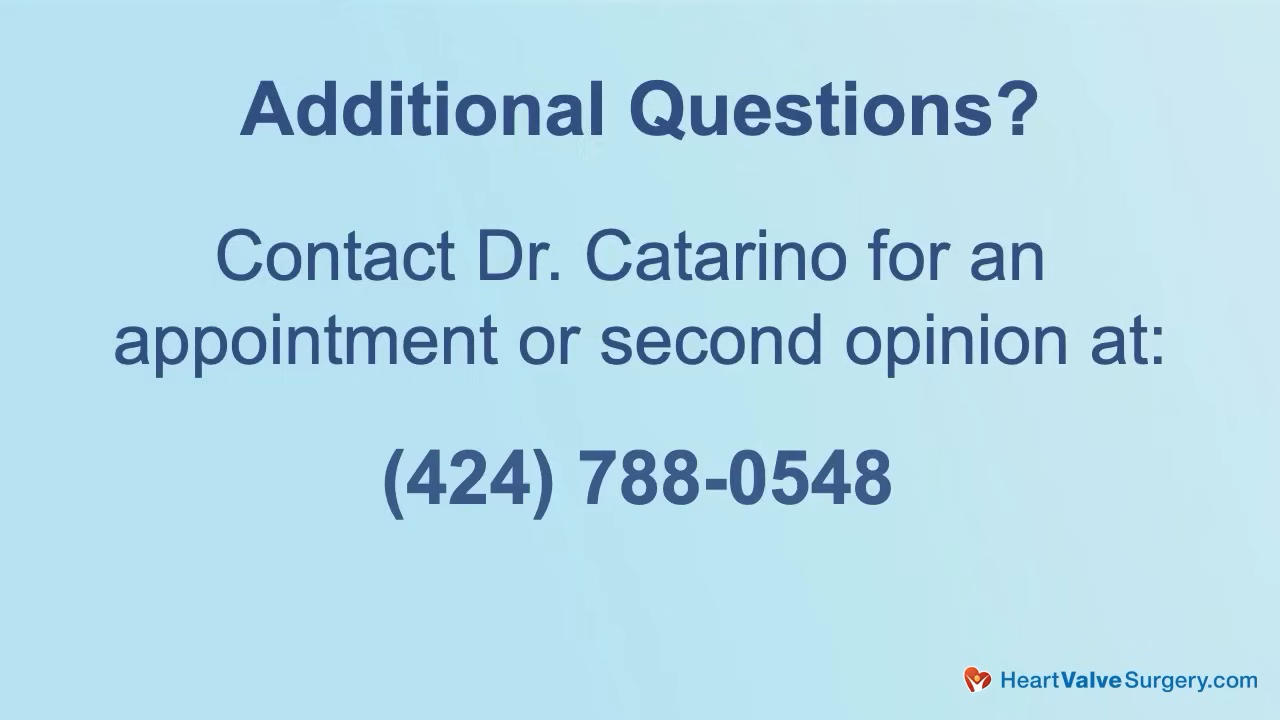 Additional Questions?
Contact Dr. Catarino for an
appointment or second opinion at:
(424) 788-0548
HeartValveSurgery.com